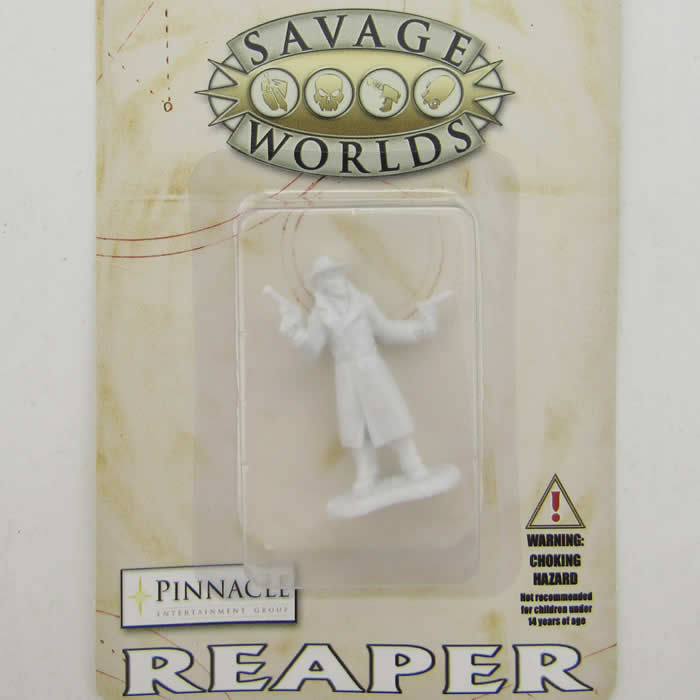 SAVAGE
WORLDS
PINNACLE
ENTERTAINMENT GROUP
WARNING:
CHOKING
HAZARD
Not recommended
for children under
14 years of age
REAPER